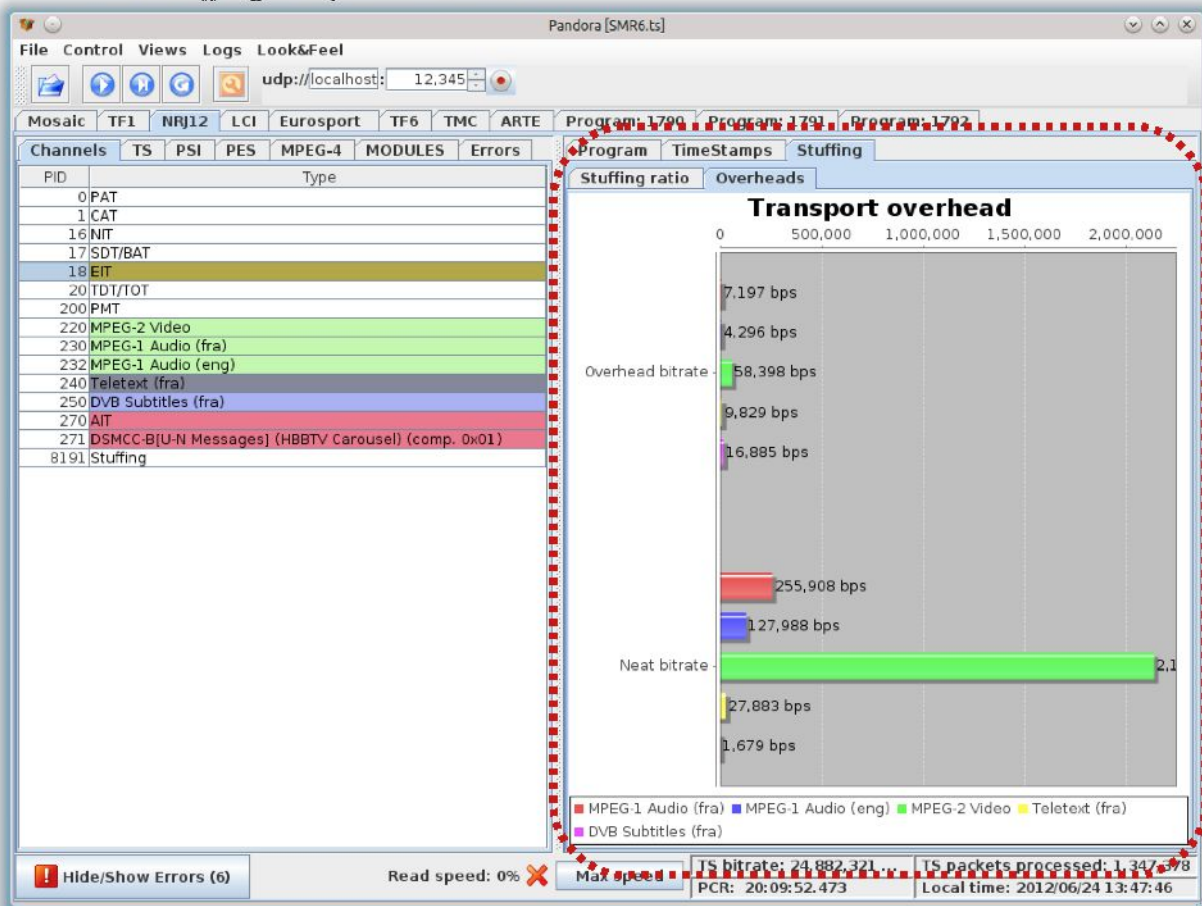 Pandora [SMR6.ts]
File Control Views Logs Look&Feel
udp://localhost: 12,345
Mosaic TF1 NRJ12 LCI Eurosport TF6 TMC ARTE Program: 1790 Program: 1791 Program: 1792
Channels TS PSI PES MPEG-4 MODULES Errors
Program TimeStamps Stuffing
Stuffing ratio Overheads
PID Type
0 PAT
1 CAT
16 NIT
17 SDT/BAT
18 EIT
20 TDT/TOT
200 PMT
220 MPEG-2 Video
230 MPEG-1 Audio (fra)
232 MPEG-1 Audio (eng)
240 Teletext (fra)
250 DVB Subtitles (fra)
270 AIT
271 DSMCC-B[U-N Messages] (HBBTV Carousel) (comp. 0x01)
8191 Stuffing
Transport overhead
0 500,000 1,000,000 1,500,000 2,000,000
7,197 bps
4,296 bps
Overhead bitrate 58,398 bps
9,829 bps
16,885 bps
255,908 bps
127,988 bps
Neat bitrate 2,1
27,883 bps
1,679 bps
MPEG-1 Audio (fra) MPEG-1 Audio (eng) MPEG-2 Video Teletext (fra)
DVB Subtitles (fra)
Hide/Show Errors (6) Read speed: 0% Max speed
TS bitrate: 24,882,321 ... TS packets processed: 1,347,378
PCR: 20:09:52.473 Local time: 2012/06/24 13:47:46